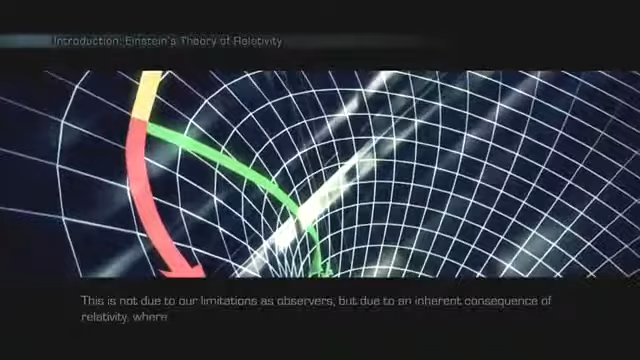 Introduction: Einstein's Theory of Relativity
This is not due to our limitations as observers, but due to an inherent consequence of
relativity, where